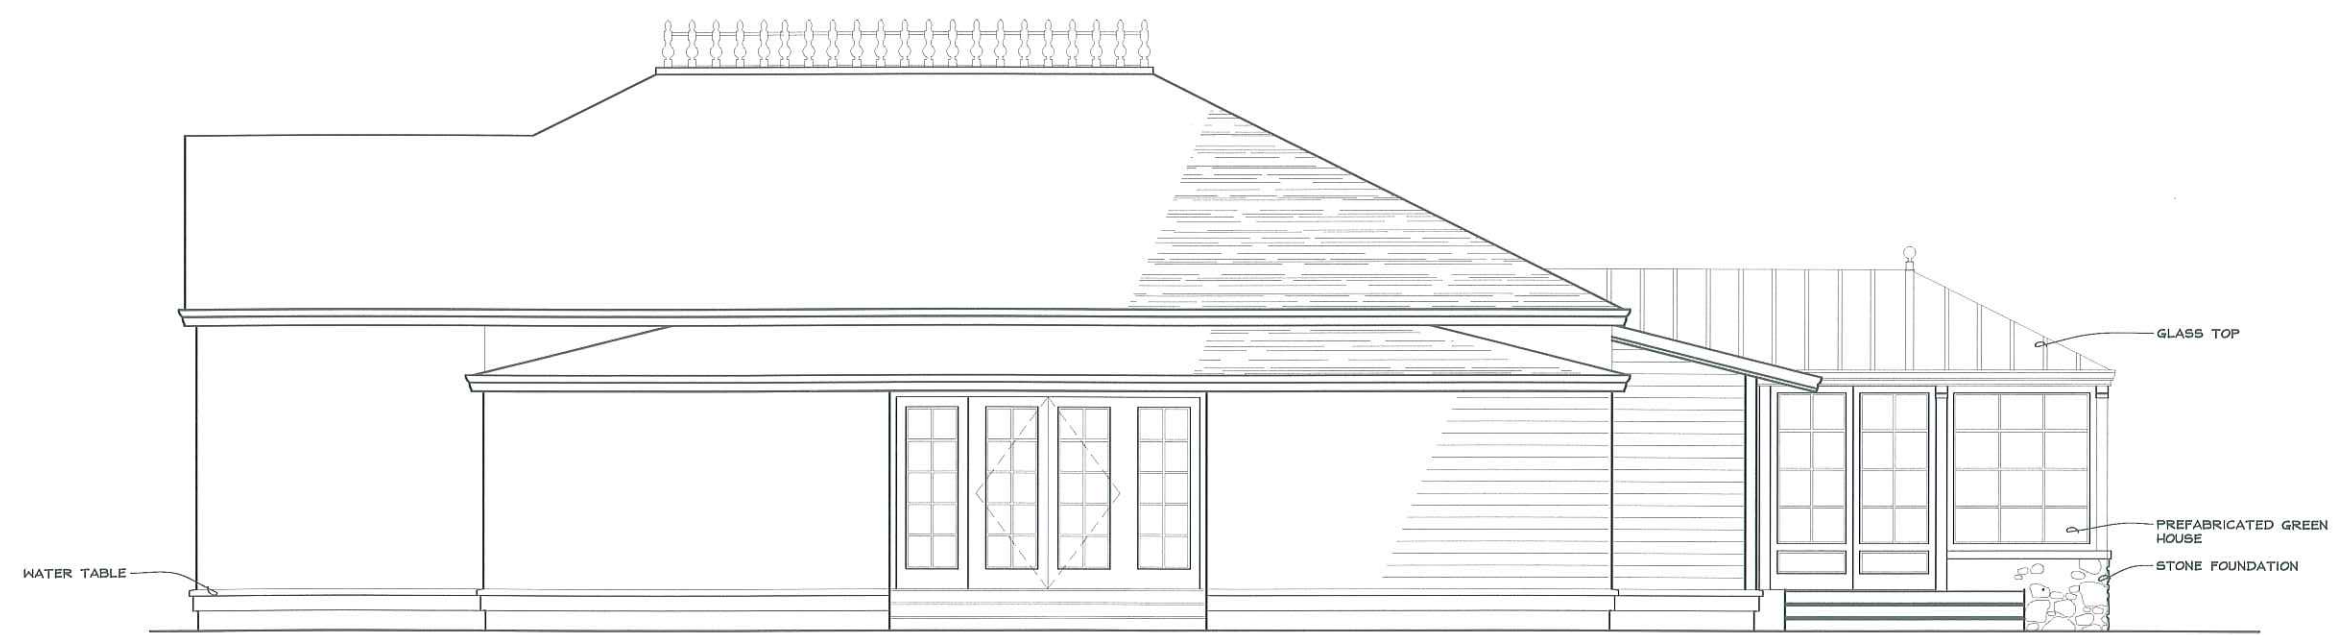 GLASS TOP
PREFABRICATED GREEN
HOUSE
STONE FOUNDATION
WATER TABLE